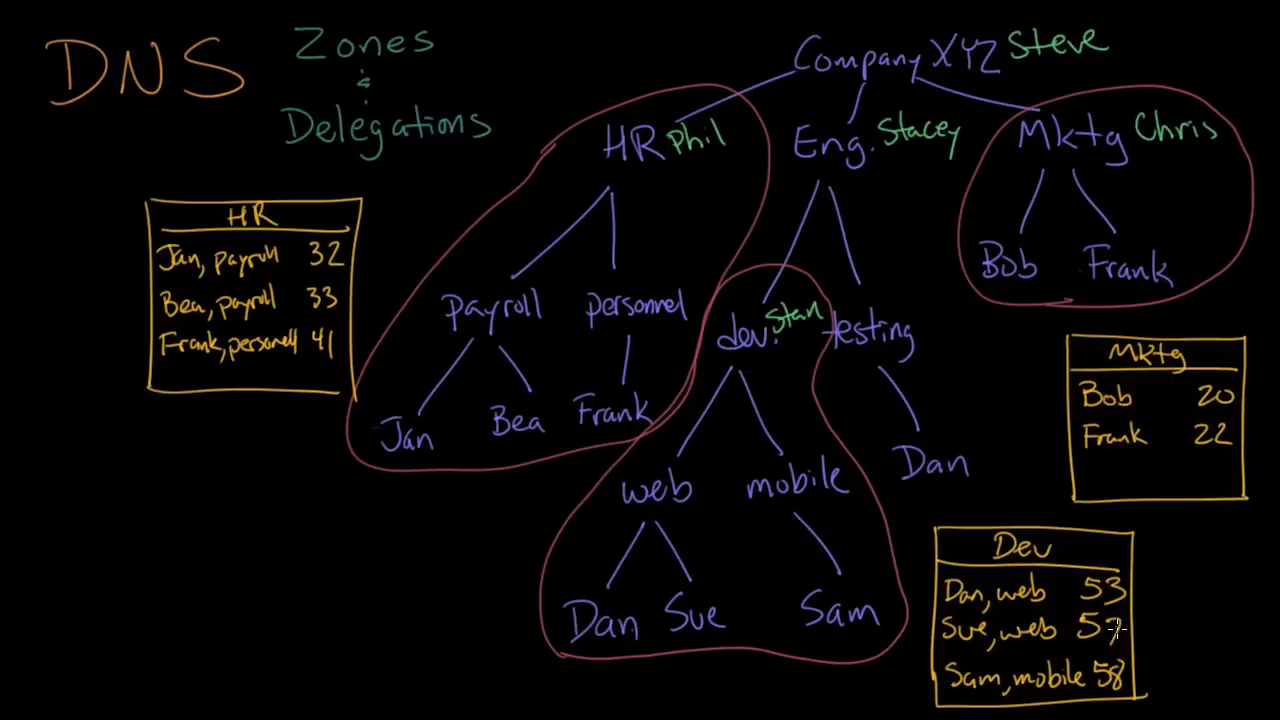 DNS
Zones
&
Delegations
Company XYZ Steve
HR Phil
Eng. Stacey
Mktg Chris
Bob Frank
payroll personnel
dev. Stan testing
Jan Bea Frank
web mobile Dan
Dan Sue Sam
HR
Jan, payroll 32
Bea, payroll 33
Frank, personell 41
Mktg
Bob 20
Frank 22
Dev
Dan, web 53
Sue, web 57
Sam, mobile 58